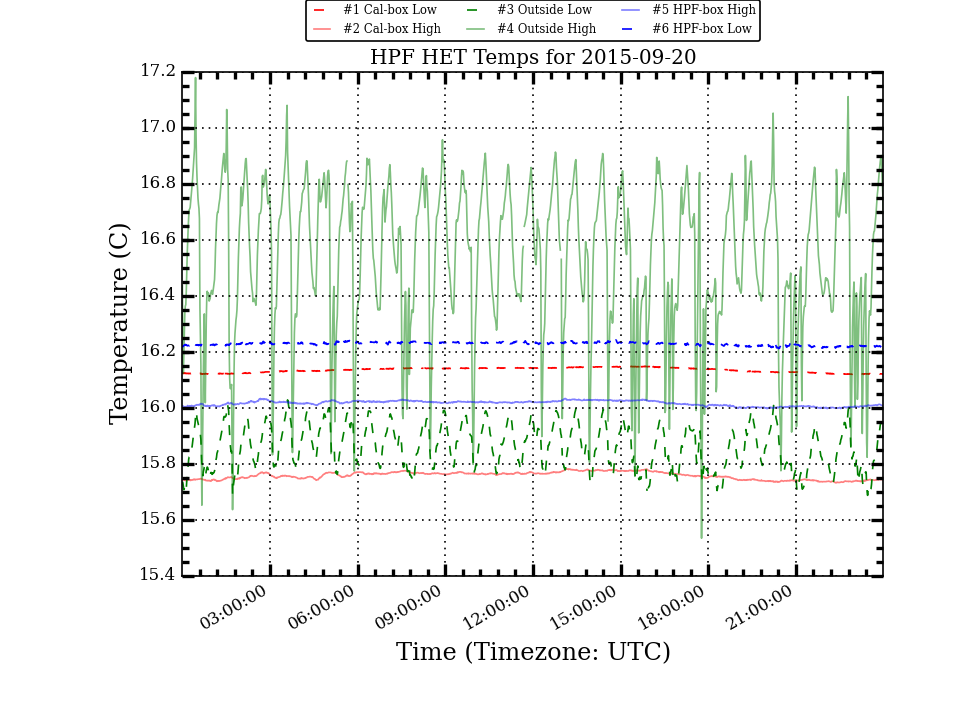 #1 Cal-box Low #3 Outside Low #5 HPF-box High
#2 Cal-box High #4 Outside High #6 HPF-box Low
HPF HET Temps for 2015-09-20
17.2
17.0
16.8
16.6
16.4
16.2
16.0
15.8
15.6
15.4
Temperature (C)
03:00:00 06:00:00 09:00:00 12:00:00 15:00:00 18:00:00 21:00:00
Time (Timezone: UTC)